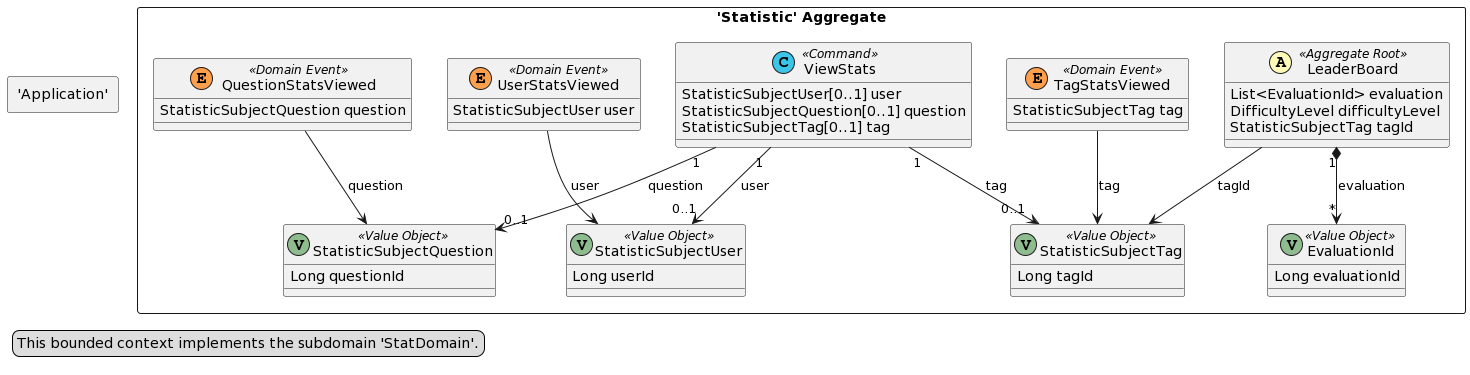 'Statistic' Aggregate
'Application'
E
«Domain Event»
QuestionStatsViewed
StatisticSubjectQuestion question
E
«Domain Event»
UserStatsViewed
StatisticSubjectUser user
C
«Command»
ViewStats
StatisticSubjectUser[0..1] user
StatisticSubjectQuestion[0..1] question
StatisticSubjectTag[0..1] tag
E
«Domain Event»
TagStatsViewed
StatisticSubjectTag tag
A
«Aggregate Root»
LeaderBoard
List<EvaluationId> evaluation
DifficultyLevel difficultyLevel
StatisticSubjectTag tagId
1
1
1
1
question
user
question
user
tag
tag
tagId
evaluation
0..1
0..1
0..1
*
V
«Value Object»
StatisticSubjectQuestion
Long questionId
V
«Value Object»
StatisticSubjectUser
Long userId
V
«Value Object»
StatisticSubjectTag
Long tagId
V
«Value Object»
EvaluationId
Long evaluationId
This bounded context implements the subdomain 'StatDomain'.